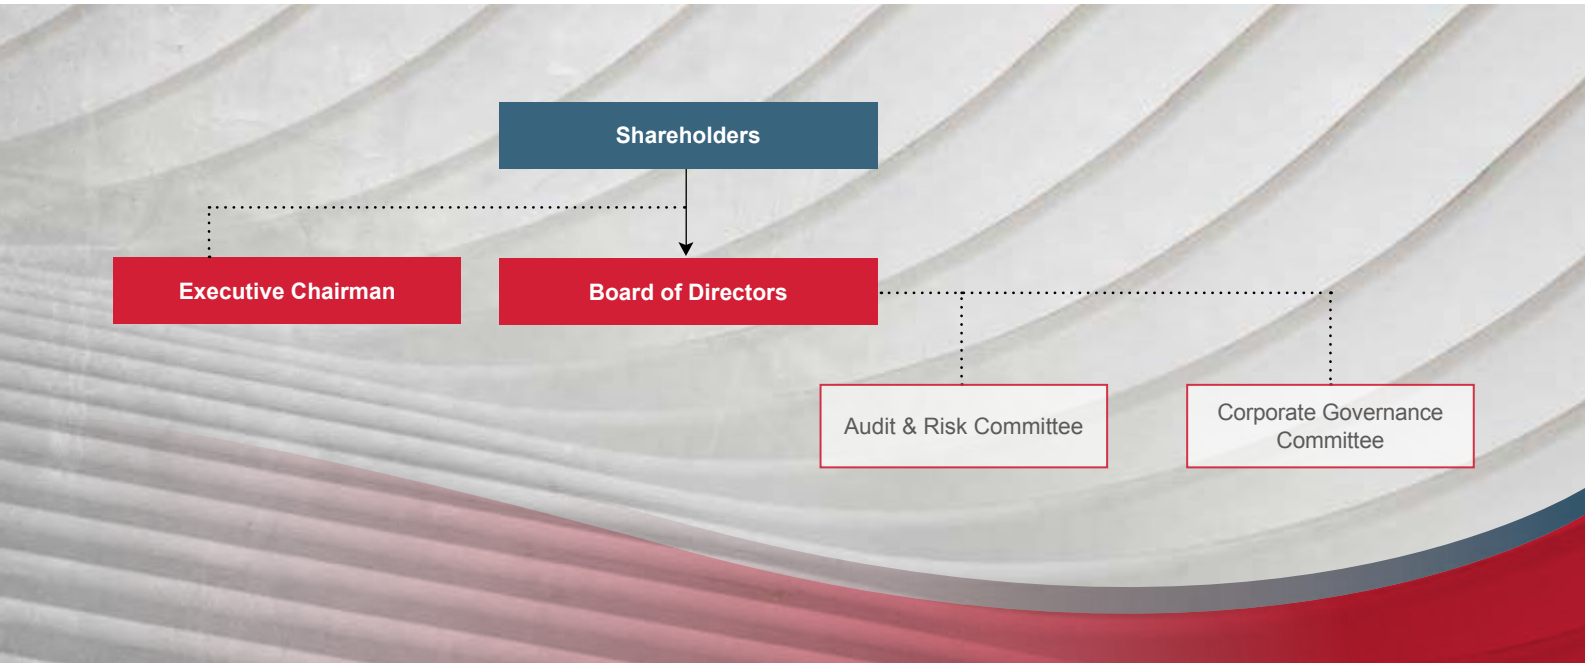 Shareholders
Executive Chairman
Board of Directors
Audit & Risk Committee
Corporate Governance
Committee